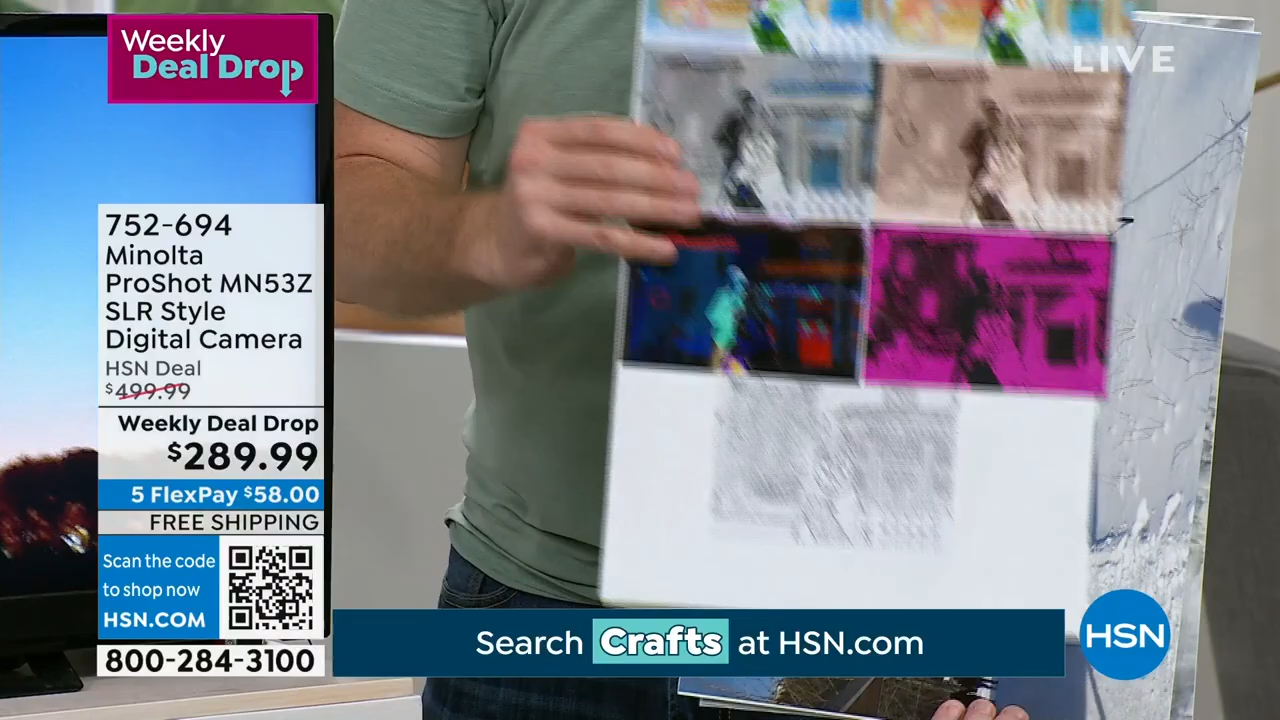 Weekly
Deal Drop
LIVE
752-694
Minolta
ProShot MN53Z
SLR Style
Digital Camera
HSN Deal
$499.99
Weekly Deal Drop
$289.99
5 FlexPay $58.00
FREE SHIPPING
Scan the code
to shop now
HSN.COM
800-284-3100
Search Crafts at HSN.com
HSN